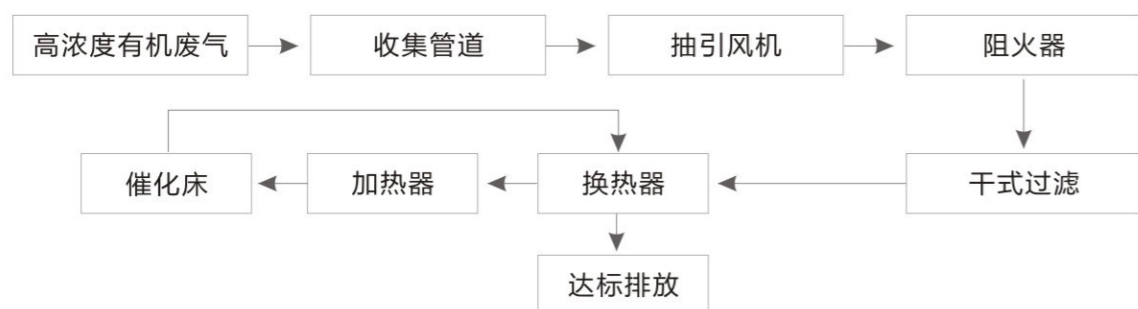 高浓度有机废气
收集管道
抽引风机
阻火器
催化床
加热器
换热器
干式过滤
达标排放